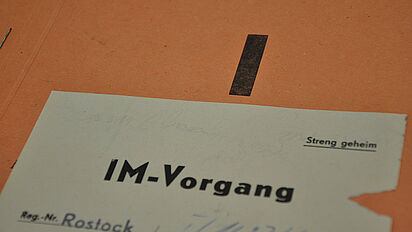 Streng geheim
IM-Vorgang
Reg.-Nr. Rostock